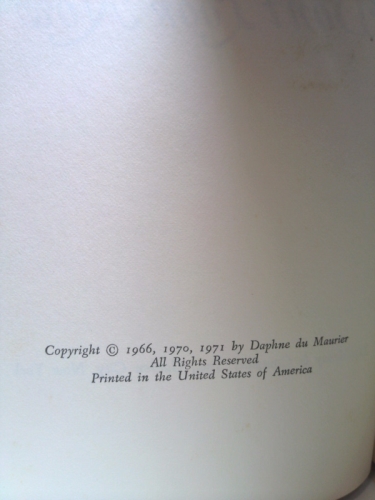 Copyright © 1966, 1970, 1971 by Daphne du Maurier
All Rights Reserved
Printed in the United States of America